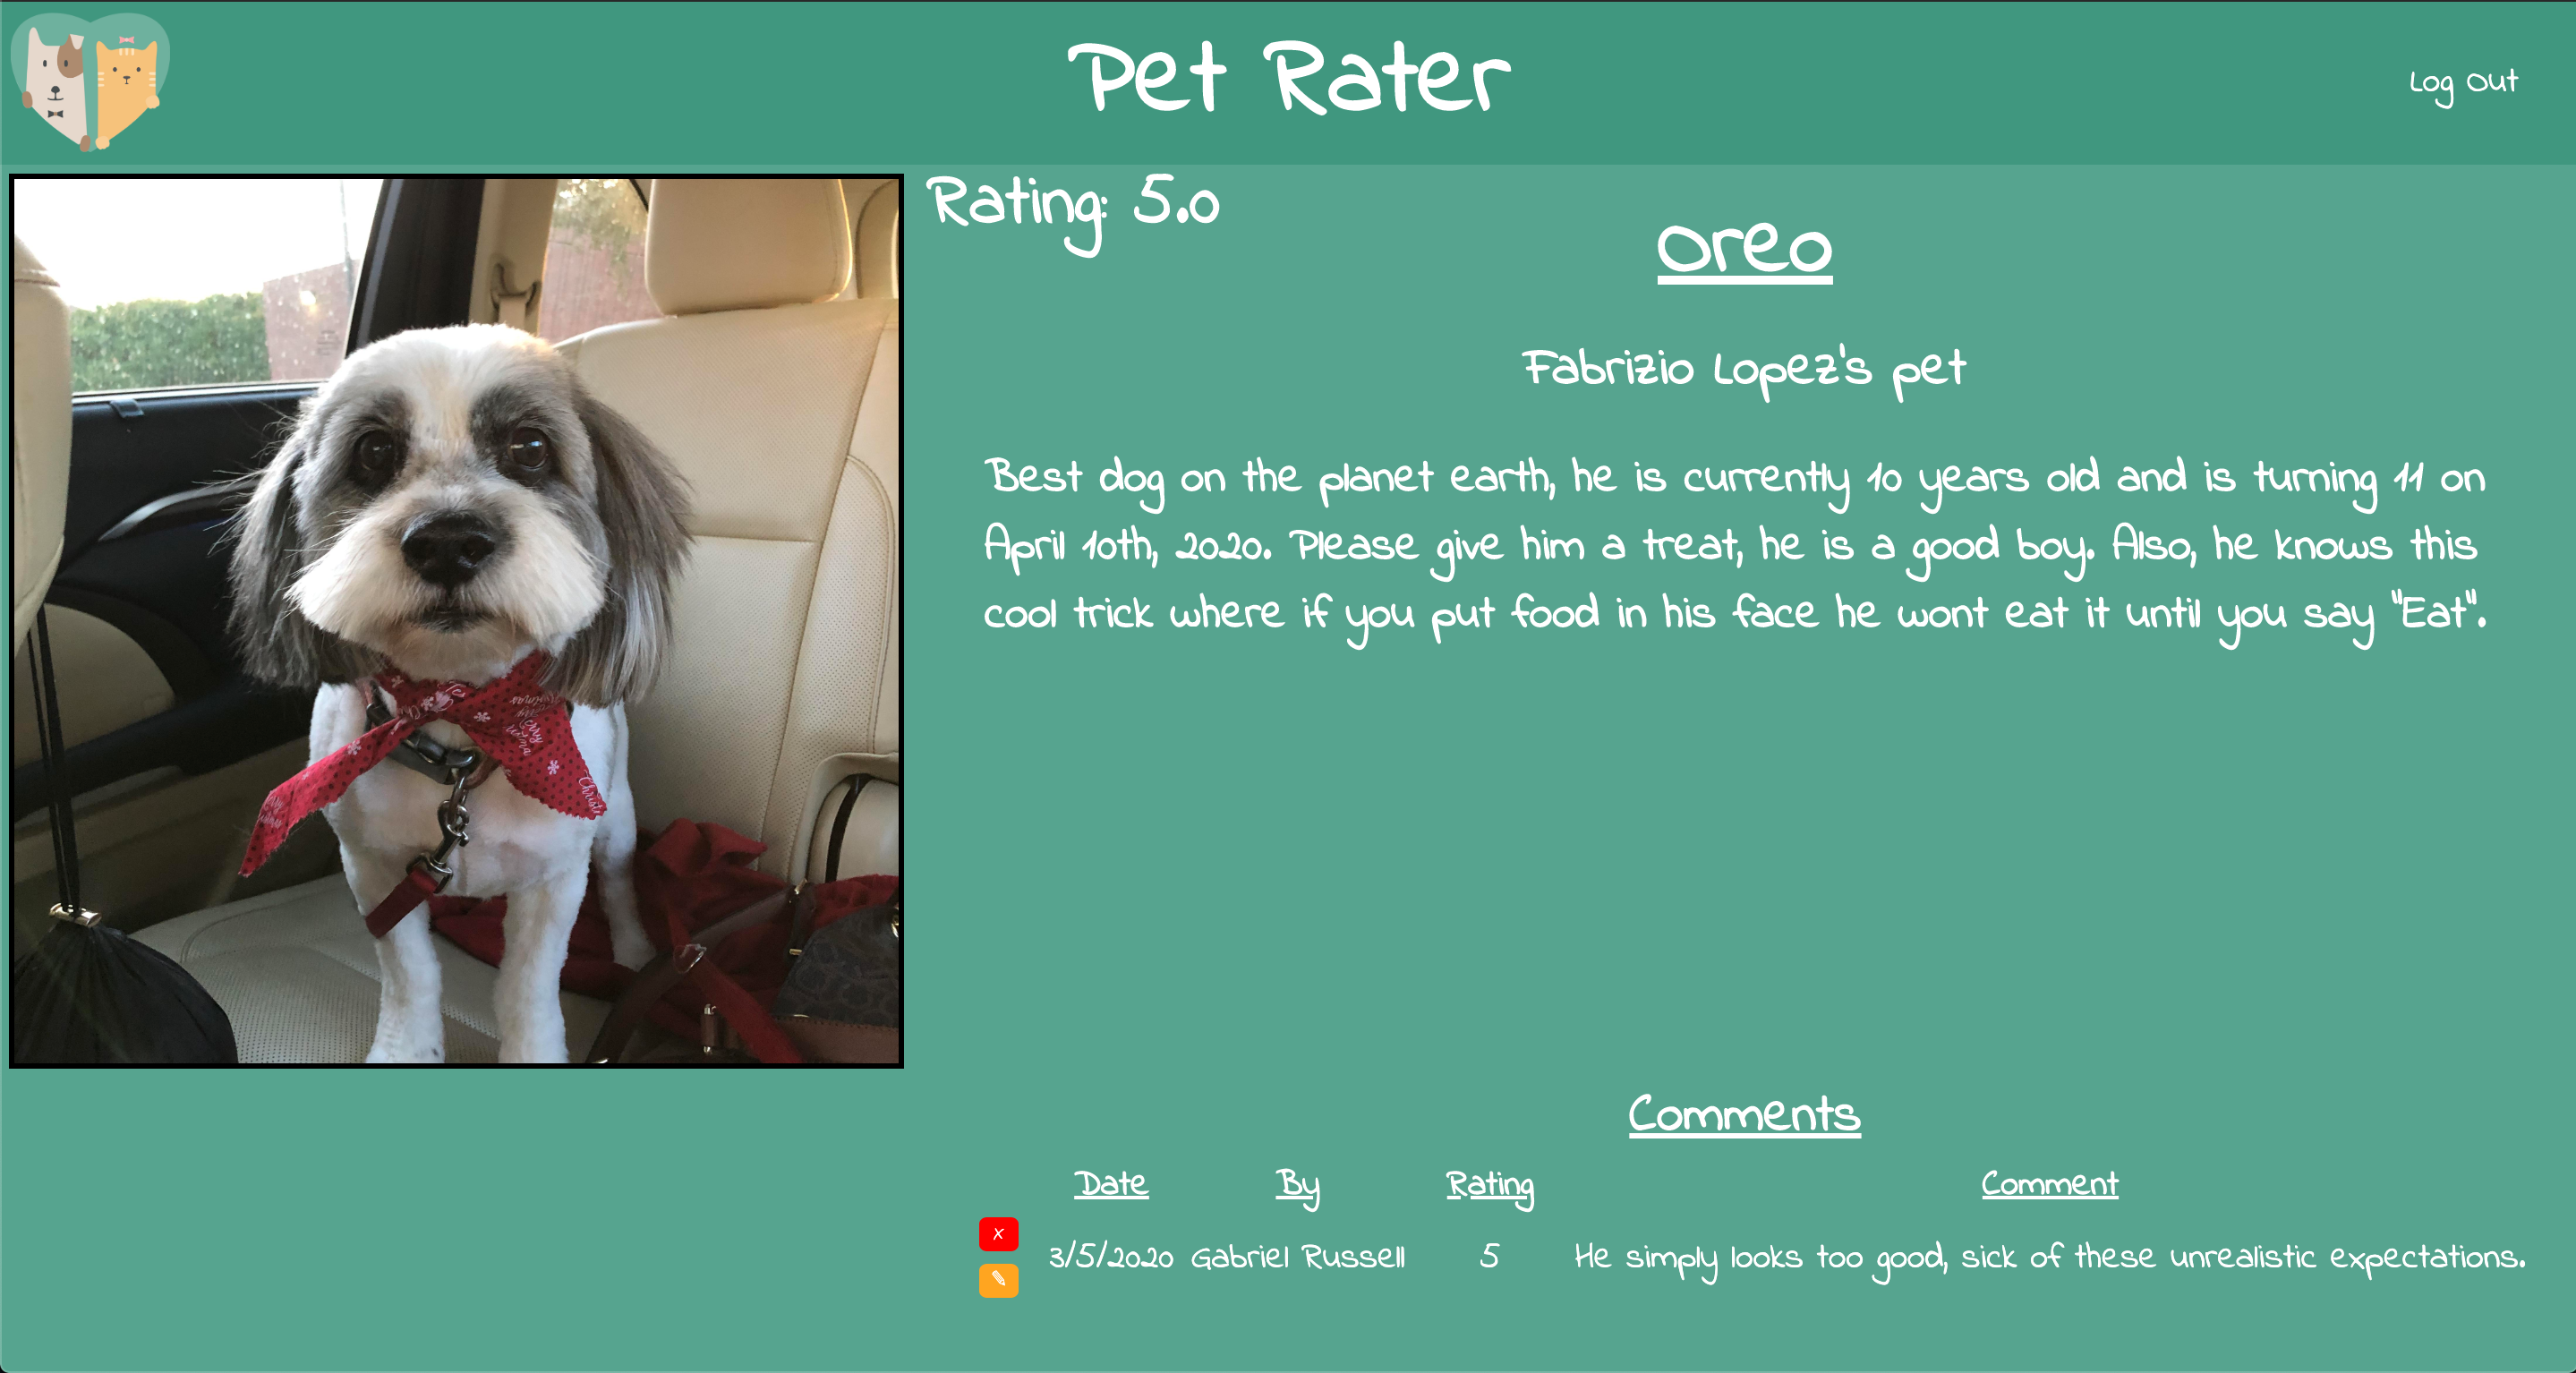 Pet Rater
Log Out
Rating: 5.0
Oreo
Fabrizio Lopez's pet
Best dog on the planet earth, he is currently 10 years old and is turning 11 on
April 10th, 2020. Please give him a treat, he is a good boy. Also, he knows this
cool trick where if you put food in his face he wont eat it until you say "Eat".
Comments
Date By Rating Comment
x
3/5/2020 Gabriel Russell 5 He simply looks too good, sick of these unrealistic expectations.